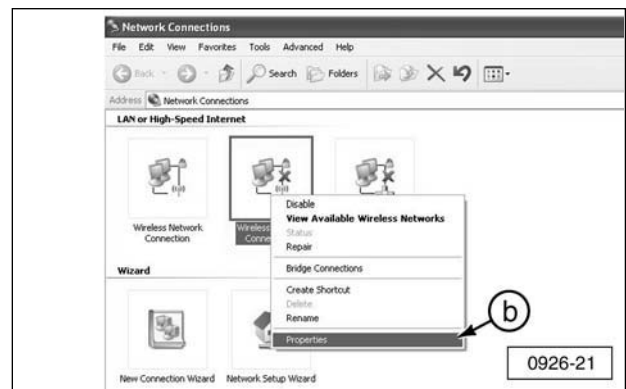 Network Connections
File Edit View Favorites Tools Advanced Help
Back Search Folders
Address Network Connections
LAN or High-Speed Internet
Disable
View Available Wireless Networks
Status
Repair
Bridge Connections
Create Shortcut
Delete
Rename
Properties
Wireless Network
Connection
Wireless
Conne
Wizard
b
0926-21
New Connection Wizard Network Setup Wizard